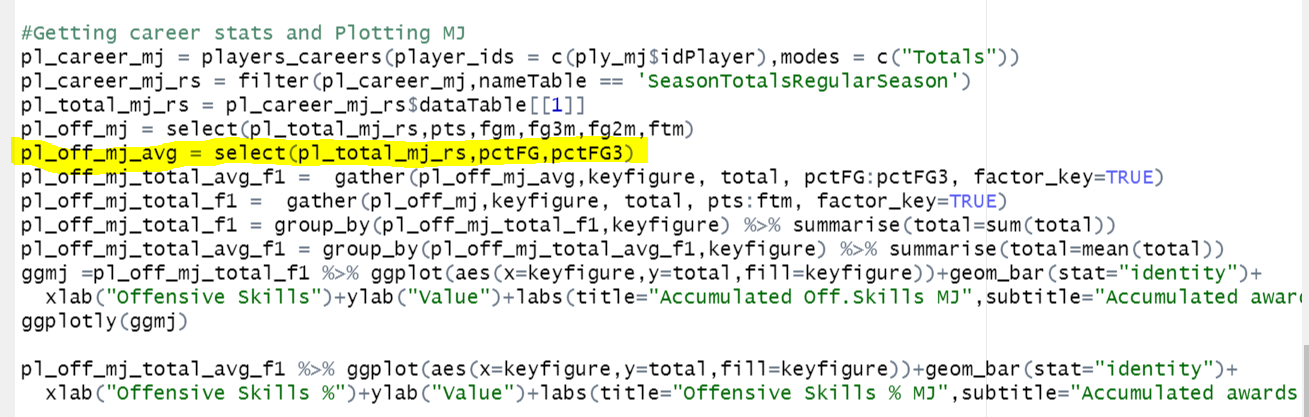 #Getting career stats and Plotting MJ
pl_career_mj = players_careers(player_ids = c(ply_mj$idPlayer),modes = c("Totals"))
pl_career_mj_rs = filter(pl_career_mj,nameTable == 'SeasonTotalsRegularSeason')
pl_total_mj_rs = pl_career_mj_rs$dataTable[[1]]
pl_off_mj = select(pl_total_mj_rs,pts,fgm,fg3m,fg2m,ftm)
pl_off_mj_avg = select(pl_total_mj_rs,pctFG,pctFG3)
pl_off_mj_total_avg_f1 =  gather(pl_off_mj_avg,keyfigure, total, pctFG:pctFG3, factor_key=TRUE)
pl_off_mj_total_f1 =  gather(pl_off_mj,keyfigure, total, pts:ftm, factor_key=TRUE)
pl_off_mj_total_f1 = group_by(pl_off_mj_total_f1,keyfigure) %>% summarise(total=sum(total))
pl_off_mj_total_avg_f1 = group_by(pl_off_mj_total_avg_f1,keyfigure) %>% summarise(total=mean(total))
ggmj =pl_off_mj_total_f1 %>% ggplot(aes(x=keyfigure,y=total,fill=keyfigure))+geom_bar(stat="identity")+
  xlab("Offensive Skills")+ylab("Value")+labs(title="Accumulated Off.Skills MJ",subtitle="Accumulated awar
ggplotly(ggmj)
pl_off_mj_total_avg_f1 %>% ggplot(aes(x=keyfigure,y=total,fill=keyfigure))+geom_bar(stat="identity")+
  xlab("Offensive Skills %")+ylab("Value")+labs(title="Offensive Skills % MJ",subtitle="Accumulated awards